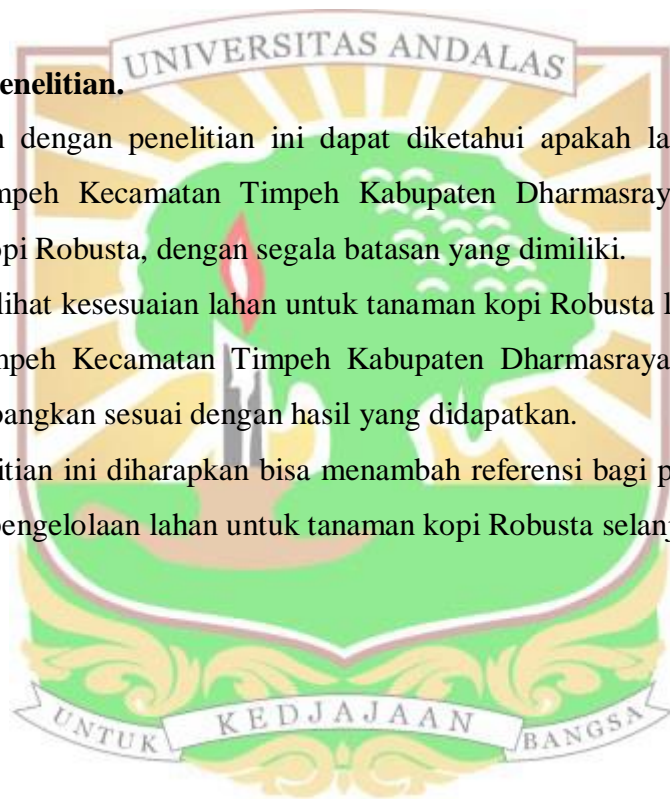 UNIVERSITAS ANDALAS
enelitian.
dengan penelitian ini dapat diketahui apakah la
mpeh Kecamatan Timpeh Kabupaten Dharmasray
opi Robusta, dengan segala batasan yang dimiliki.
lihat kesesuaian lahan untuk tanaman kopi Robusta
mpeh Kecamatan Timpeh Kabupaten Dharmasraya
bangkan sesuai dengan hasil yang didapatkan.
itian ini diharapkan bisa menambah referensi bagi p
pengelolaan lahan untuk tanaman kopi Robusta selanj
UNTUK KEDJAJAAN BANGSA